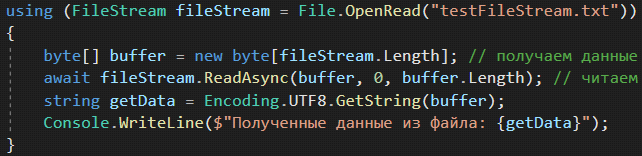 using (FileStream fileStream = File.OpenRead("testFileStream.txt"))
{
byte[] buffer = new byte[fileStream.Length]; // получаем данные
await fileStream.ReadAsync(buffer, 0, buffer.Length); // читаем
string getData = Encoding.UTF8.GetString(buffer);
Console.WriteLine($"Полученные данные из файла: {getData}");
}